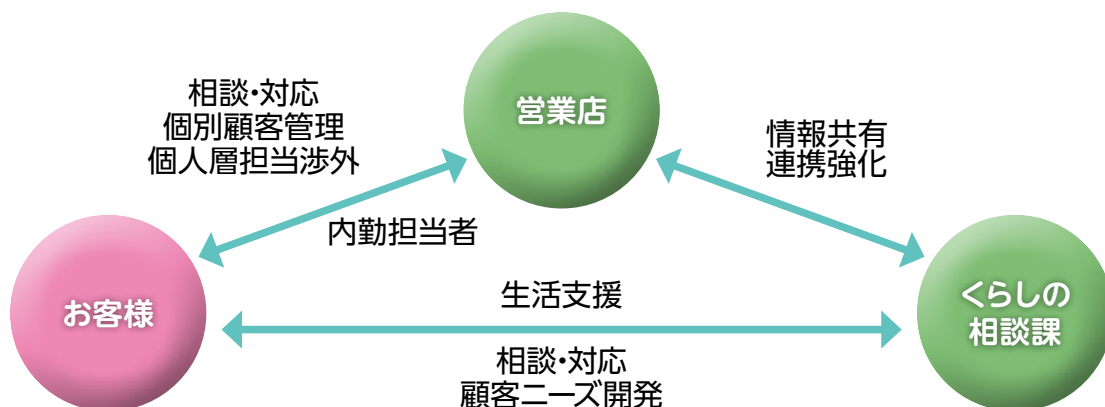 営業店
相談・対応
個別顧客管理
個人層担当渉外
情報共有
連携強化
内勤担当者
お客様
生活支援
くらしの
相談課
相談・対応
顧客ニーズ開発